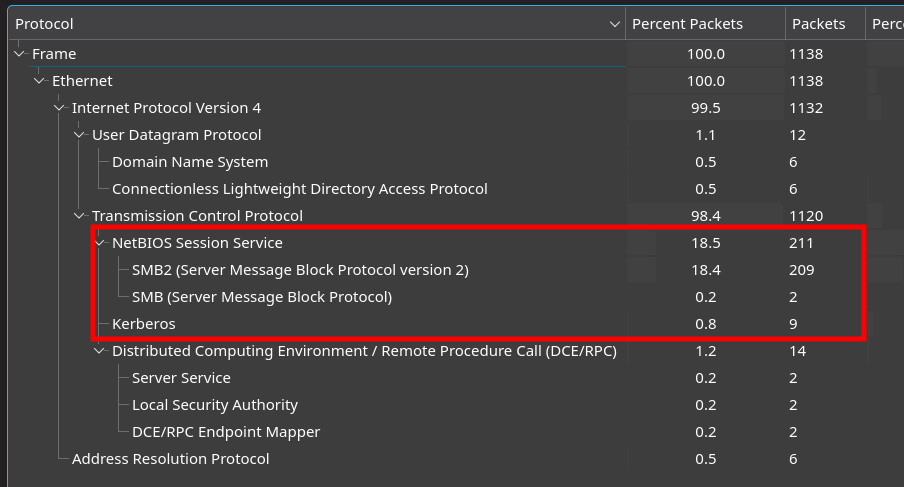 Protocol Percent Packets Packets Perc
Frame 100.0 1138
Ethernet 100.0 1138
Internet Protocol Version 4 99.5 1132
User Datagram Protocol 1.1 12
Domain Name System 0.5 6
Connectionless Lightweight Directory Access Protocol 0.5 6
Transmission Control Protocol 98.4 1120
NetBIOS Session Service 18.5 211
SMB2 (Server Message Block Protocol version 2) 18.4 209
SMB (Server Message Block Protocol) 0.2 2
Kerberos 0.8 9
Distributed Computing Environment / Remote Procedure Call (DCE/RPC) 1.2 14
Server Service 0.2 2
Local Security Authority 0.2 2
DCE/RPC Endpoint Mapper 0.2 2
Address Resolution Protocol 0.5 6